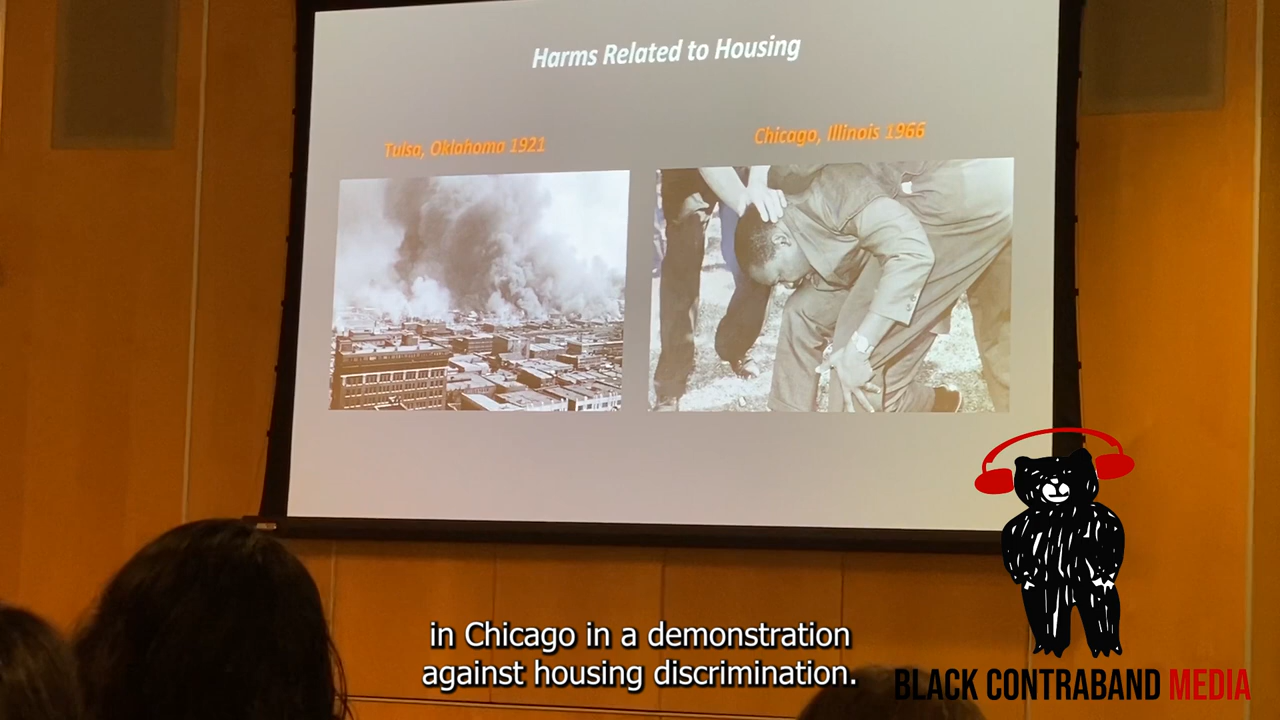 Harms Related to Housing
Tulsa, Oklahoma 1921
Chicago, Illinois 1966
in Chicago in a demonstration
against housing discrimination.
BLACK CONTRABAND MEDIA